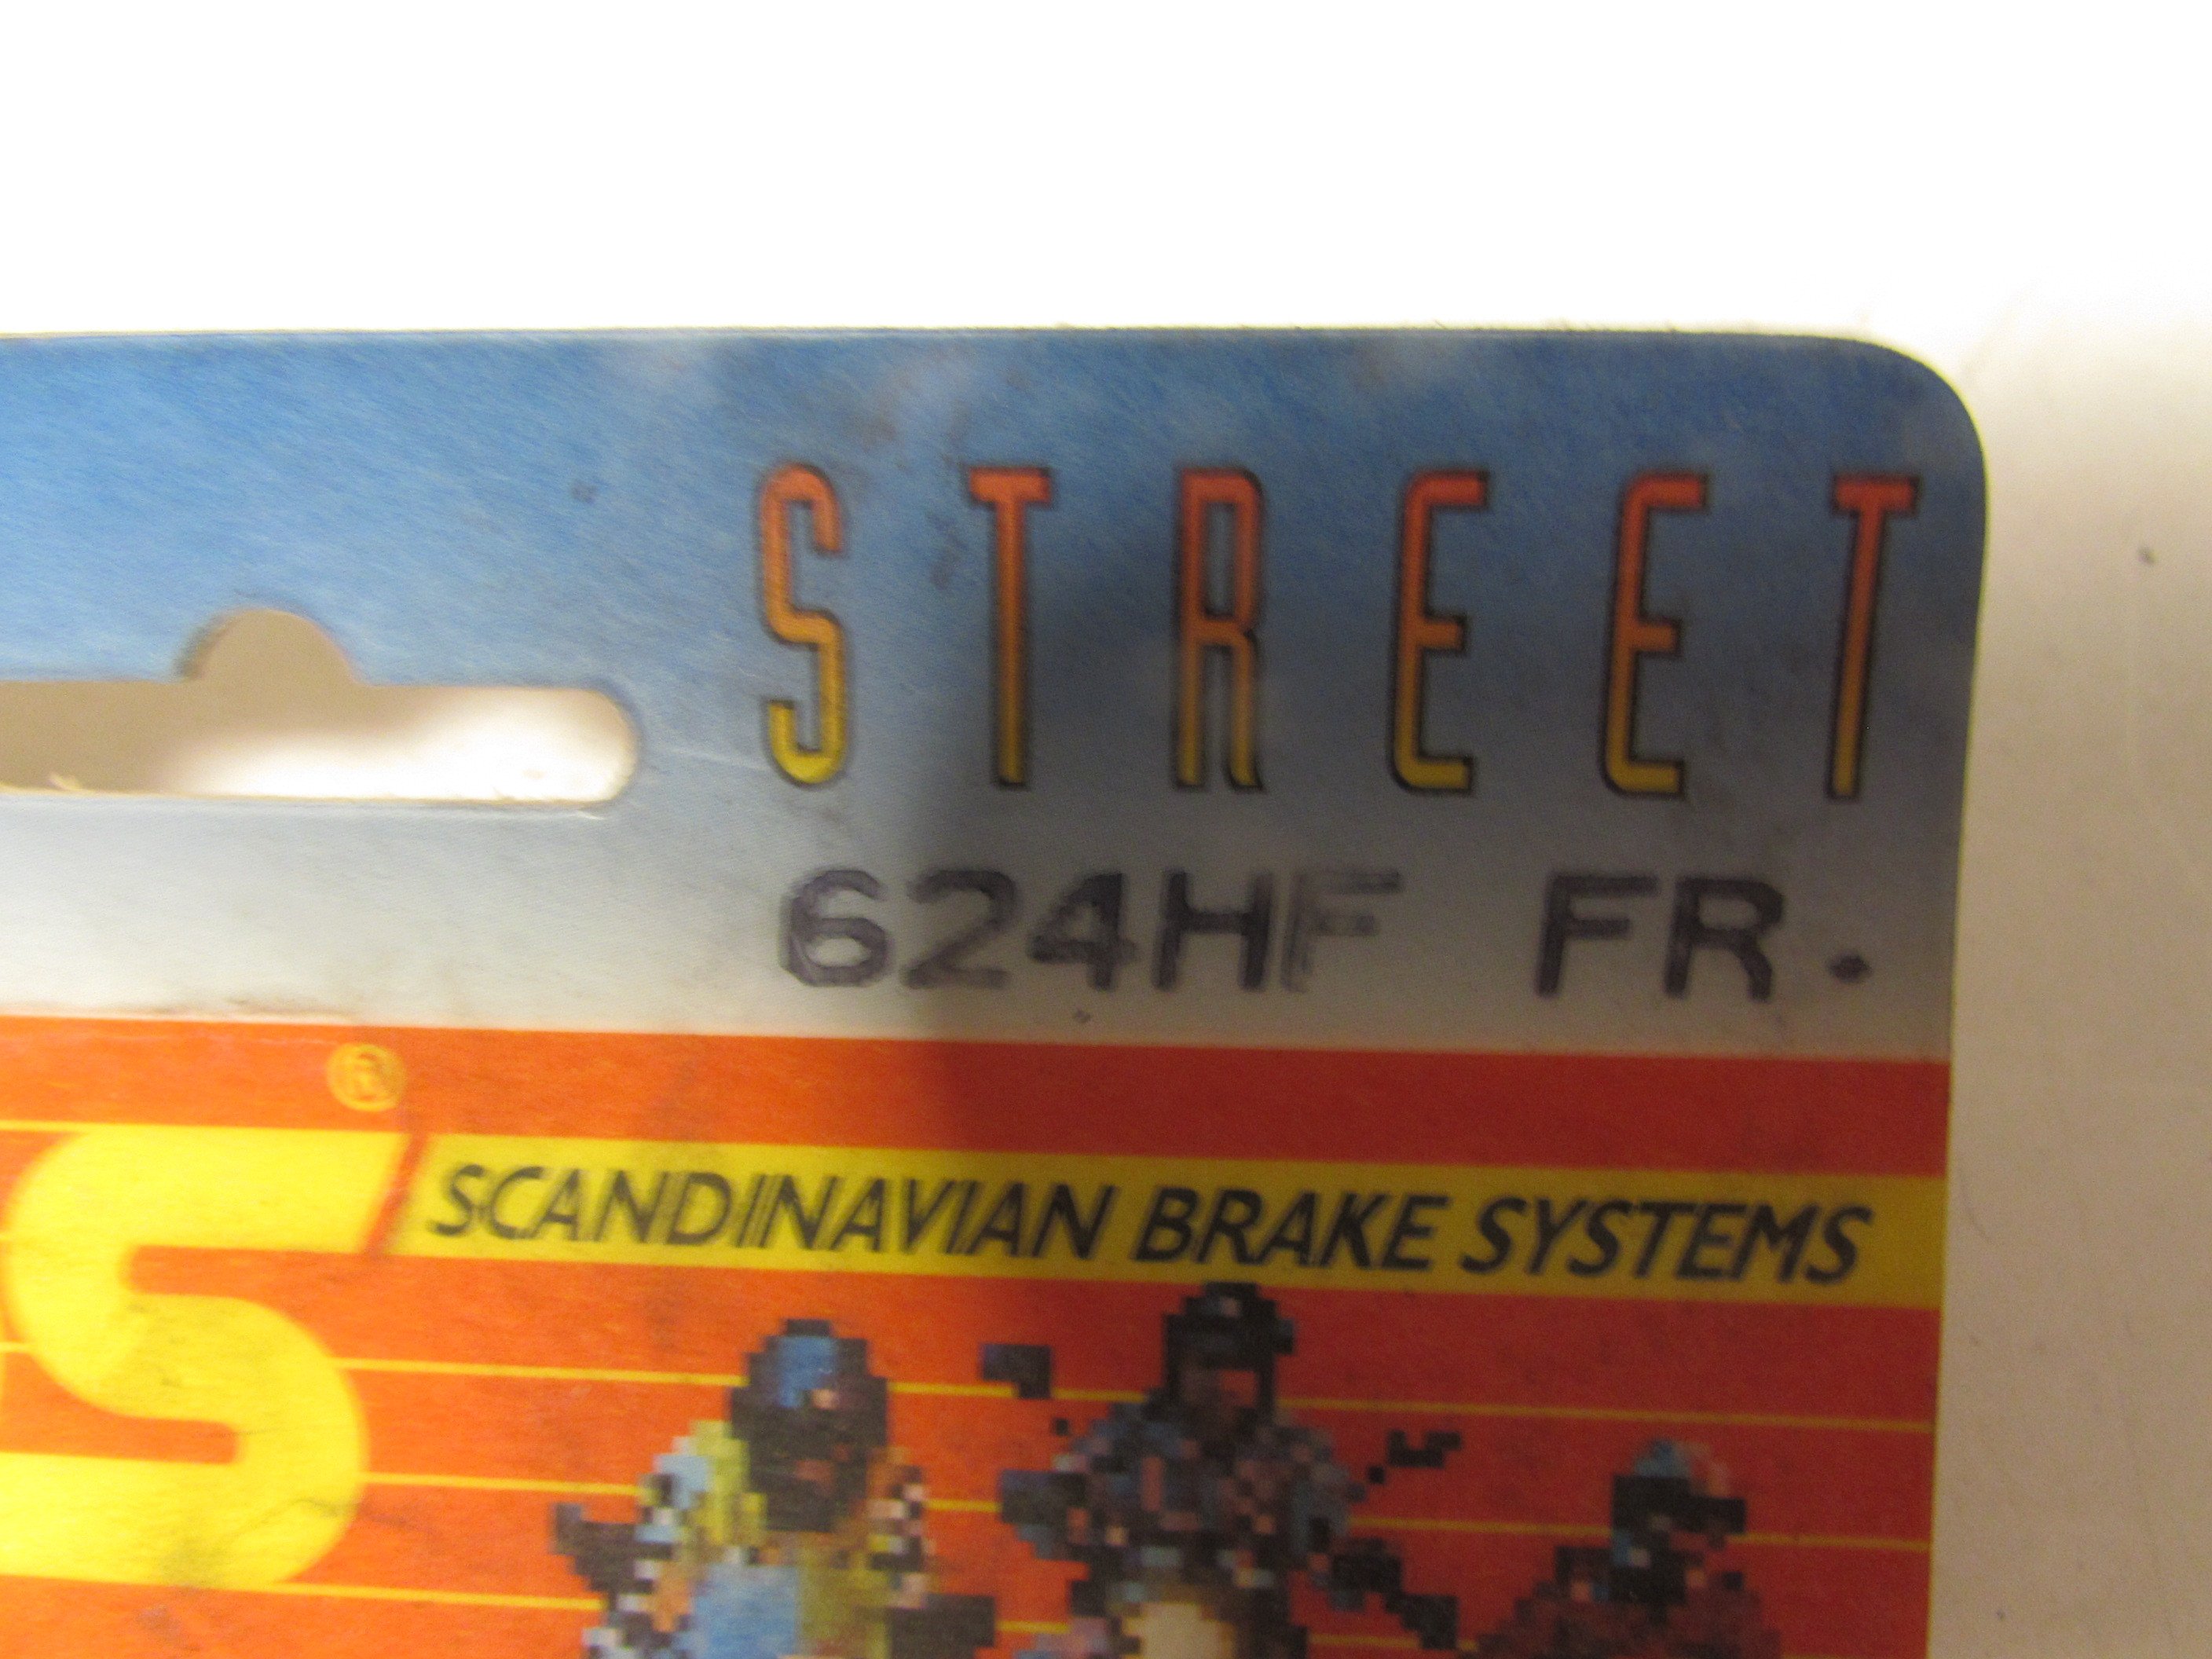 STREET
624HF FR.
®
S SCANDINAVIAN BRAKE SYSTEMS